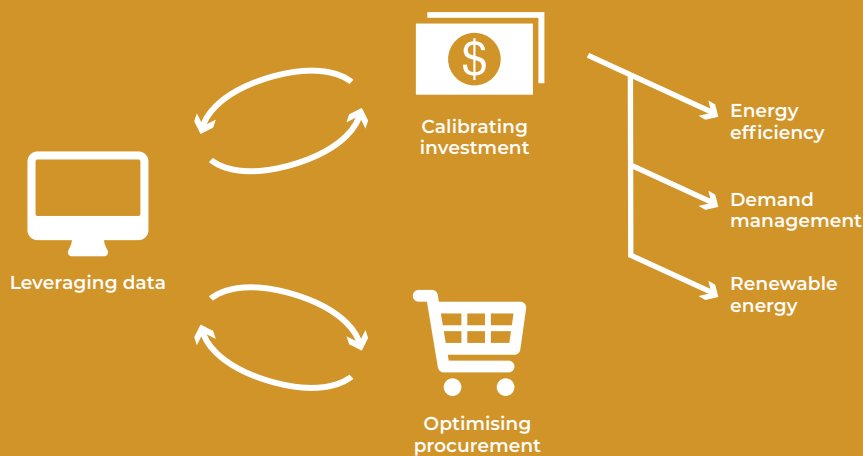 $
Calibrating
investment
Energy
efficiency
Demand
management
Leveraging data
Renewable
energy
Optimising
procurement